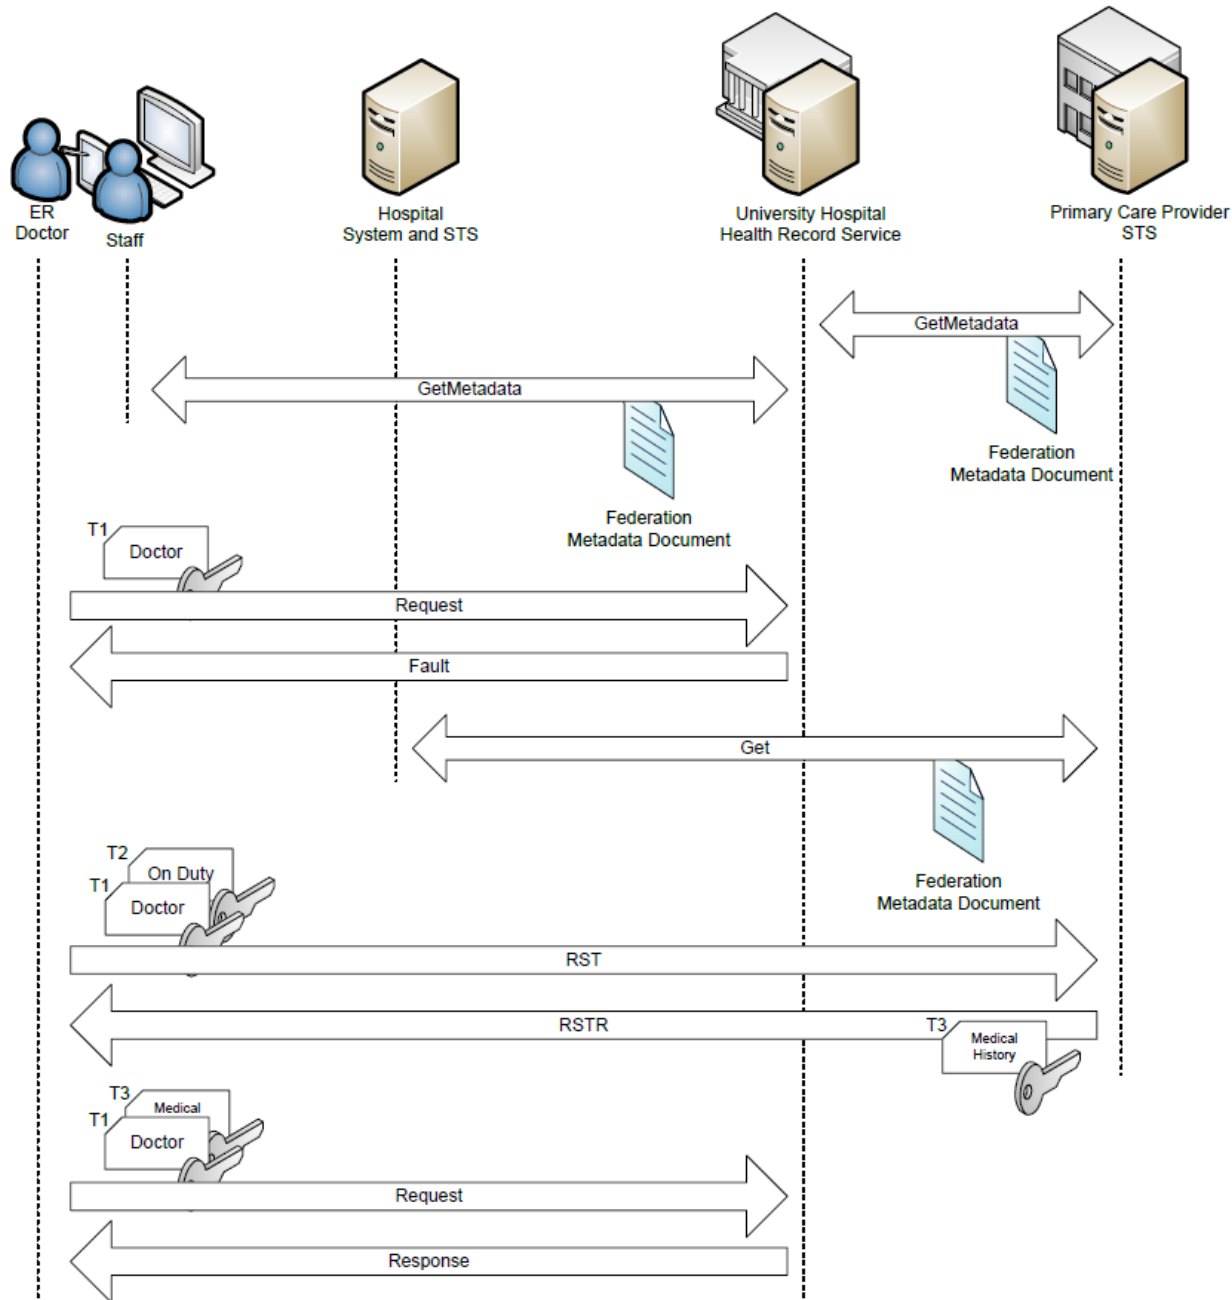 ER
Doctor
Staff
Hospital
System and STS
University Hospital
Health Record Service
Primary Care Provider
STS
GetMetadata
GetMetadata
Federation
Metadata Document
Federation
Metadata Document
T1
Doctor
Request
Fault
Get
Federation
Metadata Document
T2
On Duty
T1
Doctor
RST
RSTR
T3
Medical
History
T3
Medical
T1
Doctor
Request
Response